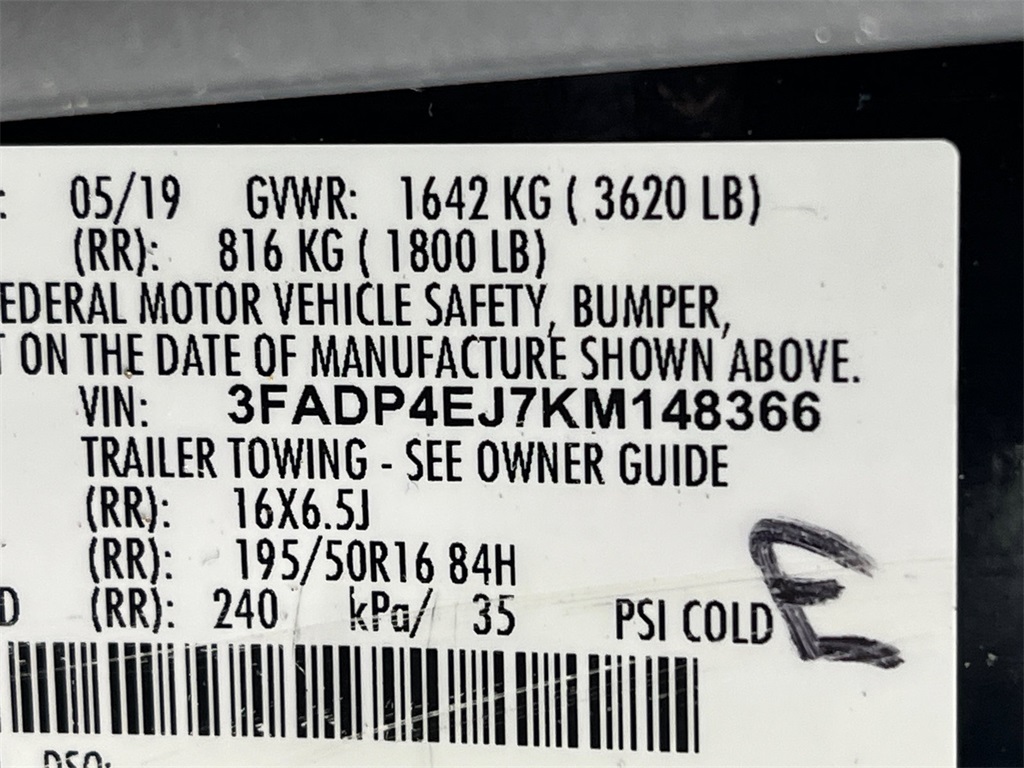 : 05/19 GVWR: 1642 KG ( 3620 LB)
(RR): 816 KG ( 1800 LB)
EDERAL MOTOR VEHICLE SAFETY, BUMPER,
T ON THE DATE OF MANUFACTURE SHOWN ABOVE.
VIN: 3FADP4EJ7KM148366
TRAILER TOWING - SEE OWNER GUIDE
(RR): 16X6.5J
(RR): 195/50R16 84H
D (RR): 240 kPa/ 35 PSI COLD
E
DSO: